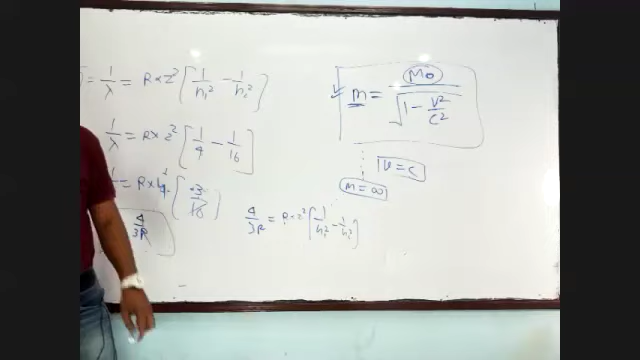 = 1/λ = R × z² [ 1/n₁² − 1/n₂² ]
1/λ = R × z² [ 1/4 − 1/16 ]
1/λ = R × 4 [ 3/16 ]
4/3R
4/3R = R × z² [ 1/n₁² − 1/n₂² ]
m = Mo / √(1 − v²/c²)
v = c
m = ∞